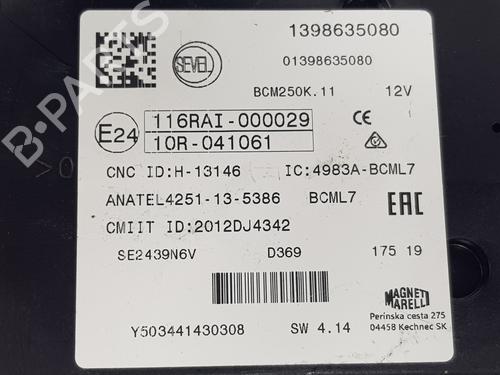 1398635080
SEVEL
01398635080
BCM250K.11 12V
E24
116RAI-000029
10R-041061
CE
CNC ID:H-13146 IC:4983A-BCML7
ANATEL4251-13-5386 BCML7
EAC
CMIIT ID:2012DJ4342
SE2439N6V D369 175 19
MAGNETI
MARELLI
Perinska cesta 275
04458 Kechnec SK
Y503441430308 SW 4.14